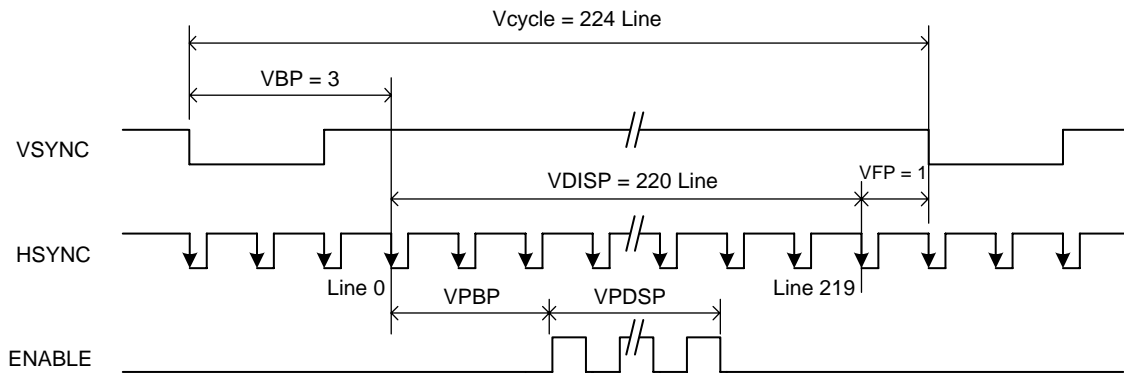 Vcycle = 224 Line
VBP = 3
VSYNC
VDISP = 220 Line
VFP = 1
HSYNC
Line 0
Line 219
VPBP
VPDSP
ENABLE